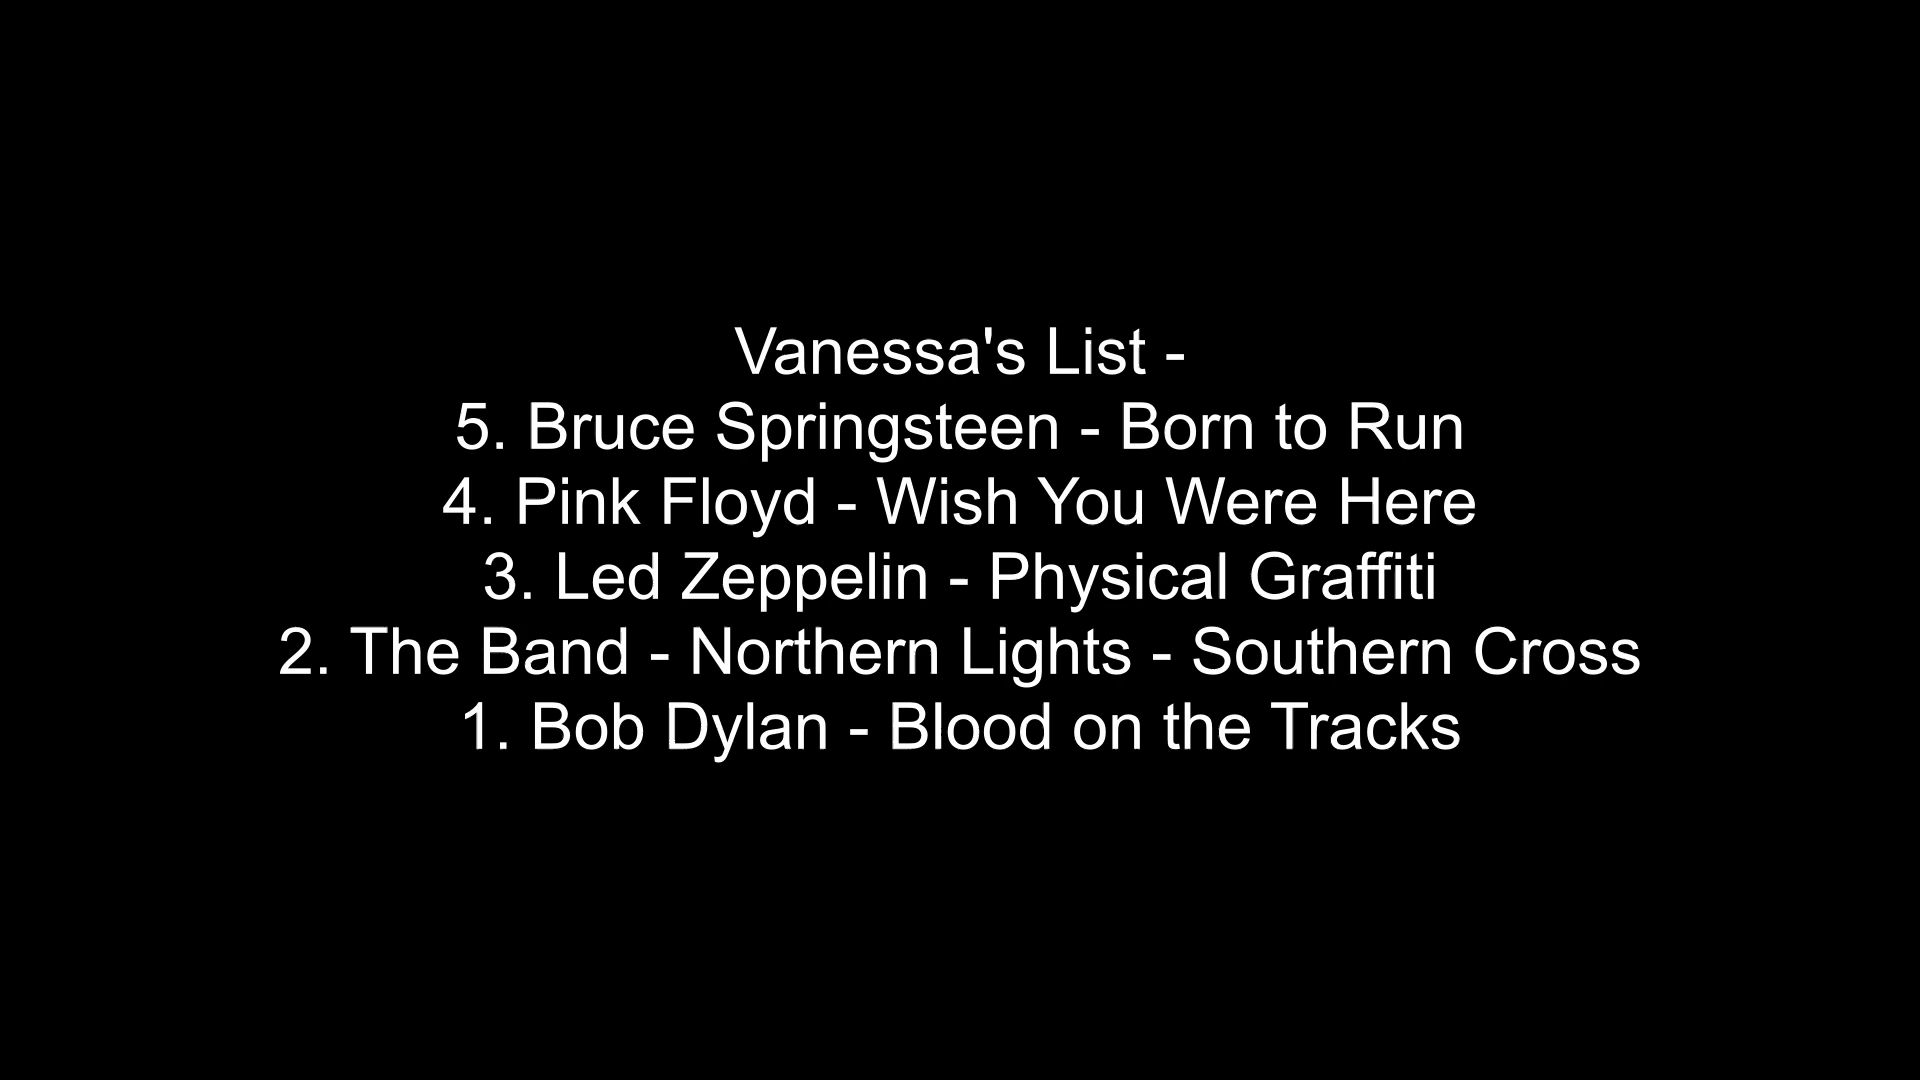 Vanessa's List -
5. Bruce Springsteen - Born to Run
4. Pink Floyd - Wish You Were Here
3. Led Zeppelin - Physical Graffiti
2. The Band - Northern Lights - Southern Cross
1. Bob Dylan - Blood on the Tracks